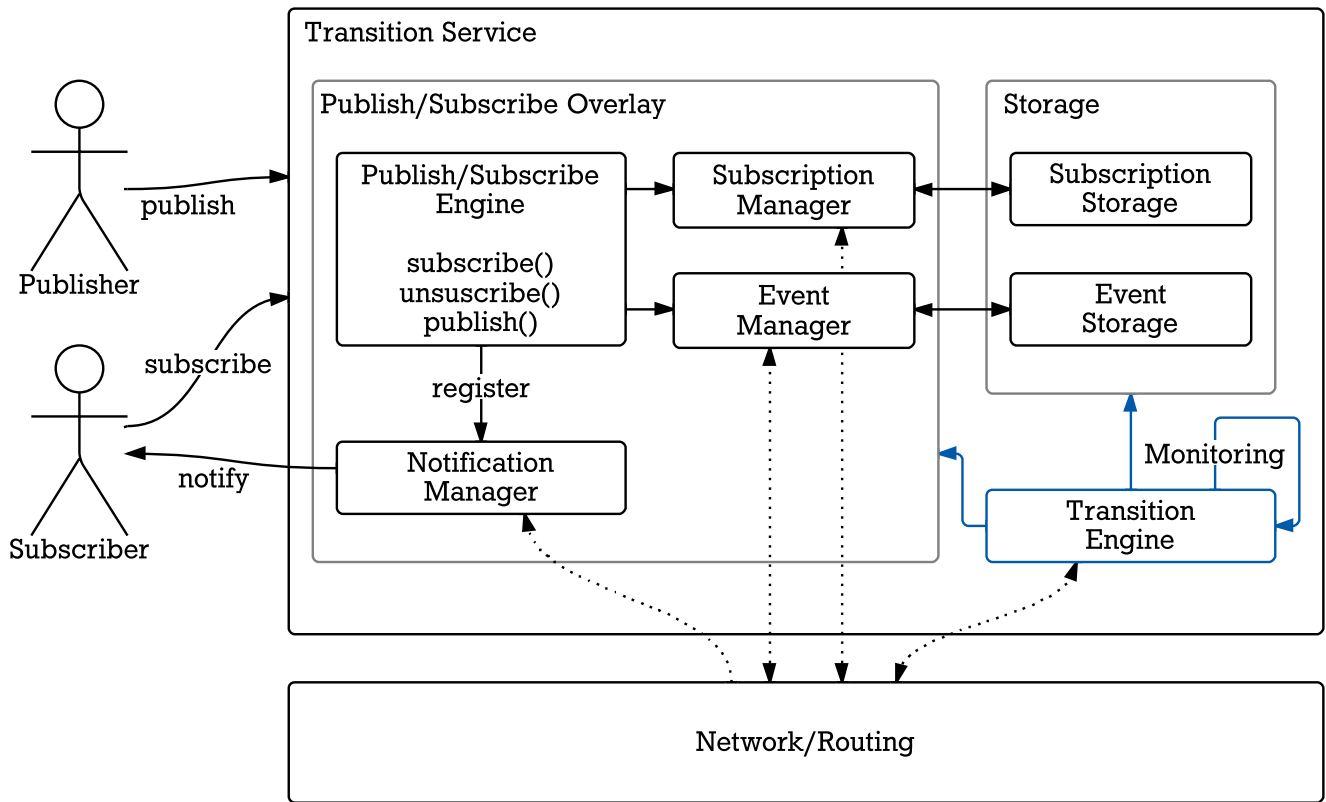 Transition Service
Publish/Subscribe Overlay
Storage
Publish/Subscribe
Engine
subscribe()
unsuscribe()
publish()
Subscription
Manager
Subscription
Storage
publish
Publisher
Event
Manager
Event
Storage
subscribe
register
Monitoring
Notification
Manager
notify
Transition
Engine
Subscriber
Network/Routing